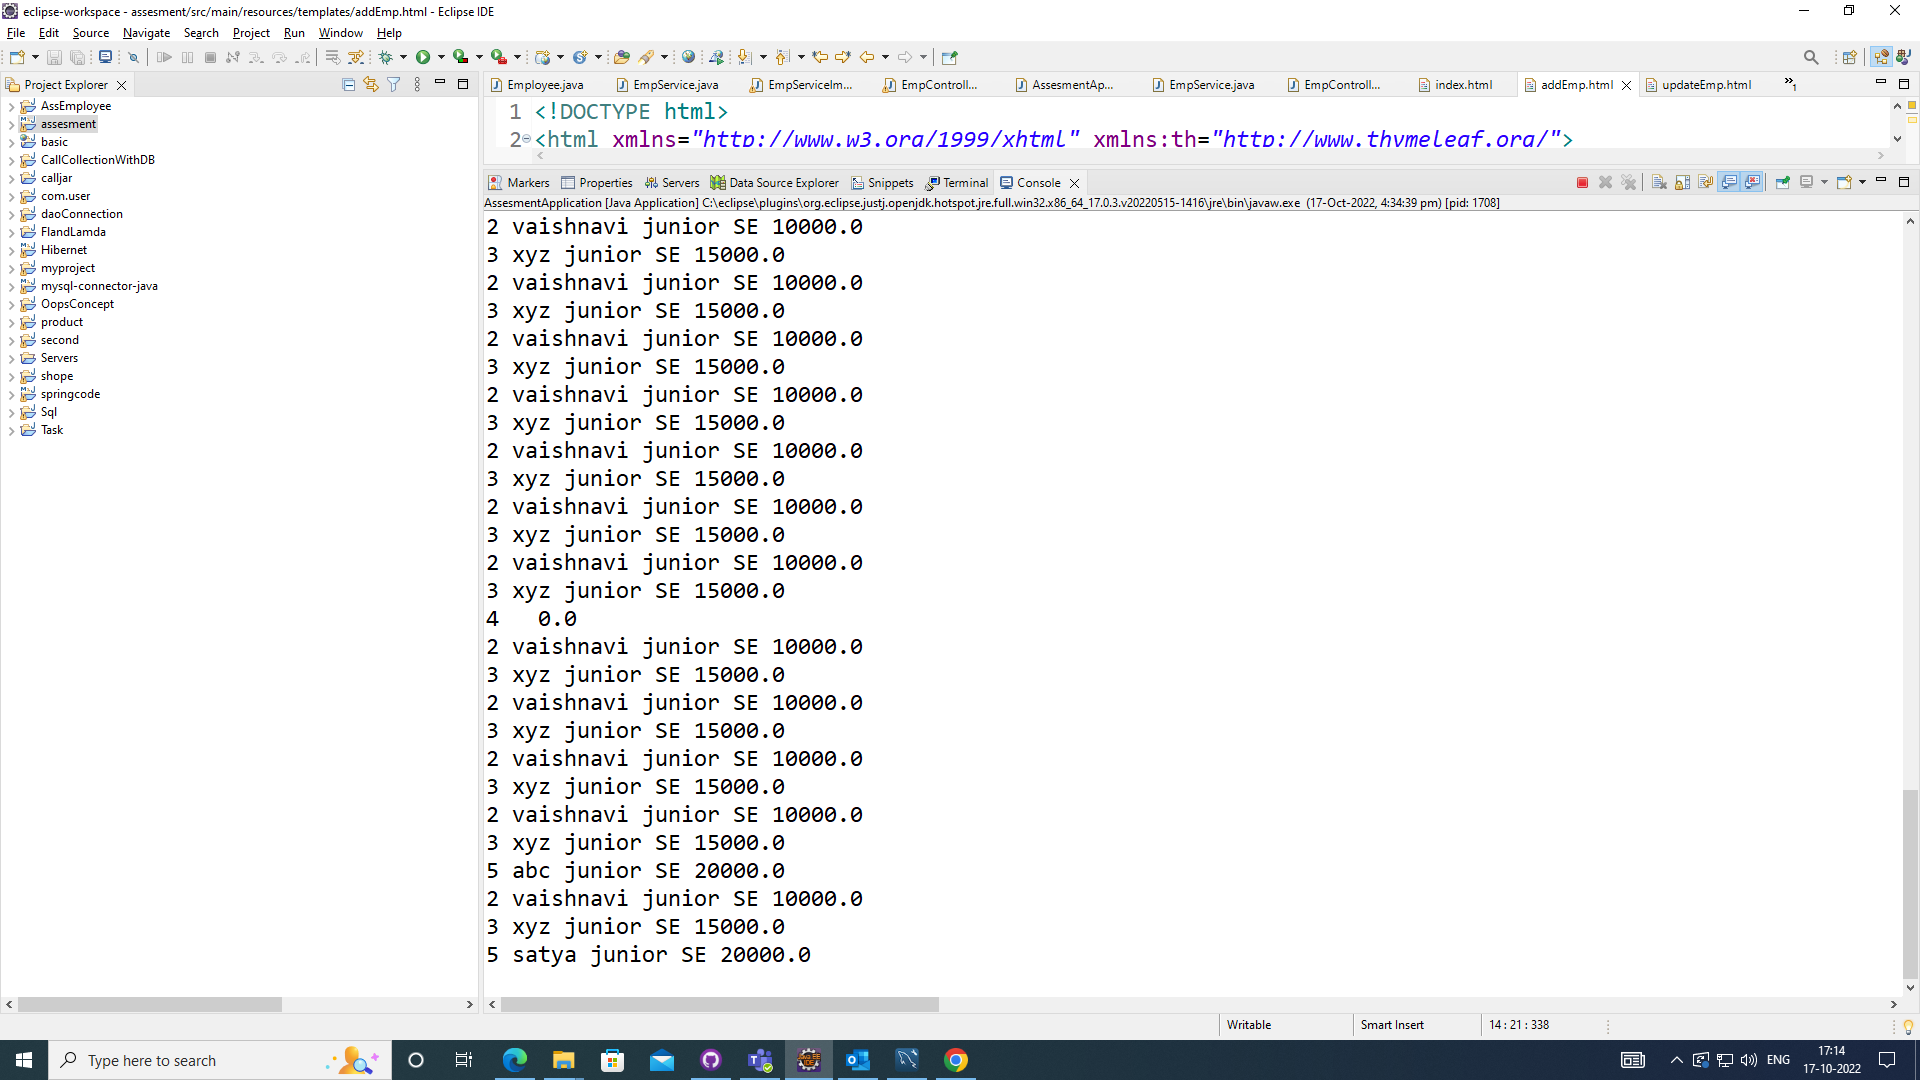 eclipse-workspace - assesment/src/main/resources/templates/addEmp.html - Eclipse IDE
File Edit Source Navigate Search Project Run Window Help
Project Explorer
AssEmployee
assesment
basic
CallCollectionWithDB
calljar
com.user
daoConnection
FIandLamda
Hibernet
myproject
mysql-connector-java
OopsConcept
product
second
Servers
shope
springcode
Sql
Task
Employee.java EmpService.java EmpServiceIm... EmpControll... AssesmentAp... EmpService.java EmpControll... index.html addEmp.html updateEmp.html »1
1 <!DOCTYPE html>
2 <html xmlns="http://www.w3.org/1999/xhtml" xmlns:th="http://www.thymeleaf.org/">
Markers Properties Servers Data Source Explorer Snippets Terminal Console
AssesmentApplication [Java Application] C:\eclipse\plugins\org.eclipse.justj.openjdk.hotspot.jre.full.win32.x86_64_17.0.3.v20220515-1416\jre\bin\javaw.exe (17-Oct-2022, 4:34:39 pm) [pid: 1708]
2 vaishnavi junior SE 10000.0
3 xyz junior SE 15000.0
2 vaishnavi junior SE 10000.0
3 xyz junior SE 15000.0
2 vaishnavi junior SE 10000.0
3 xyz junior SE 15000.0
2 vaishnavi junior SE 10000.0
3 xyz junior SE 15000.0
2 vaishnavi junior SE 10000.0
3 xyz junior SE 15000.0
2 vaishnavi junior SE 10000.0
3 xyz junior SE 15000.0
2 vaishnavi junior SE 10000.0
3 xyz junior SE 15000.0
4   0.0
2 vaishnavi junior SE 10000.0
3 xyz junior SE 15000.0
2 vaishnavi junior SE 10000.0
3 xyz junior SE 15000.0
2 vaishnavi junior SE 10000.0
3 xyz junior SE 15000.0
2 vaishnavi junior SE 10000.0
3 xyz junior SE 15000.0
5 abc junior SE 20000.0
2 vaishnavi junior SE 10000.0
3 xyz junior SE 15000.0
5 satya junior SE 20000.0
Writable Smart Insert 14 : 21 : 338
Type here to search
ENG
17:14
17-10-2022